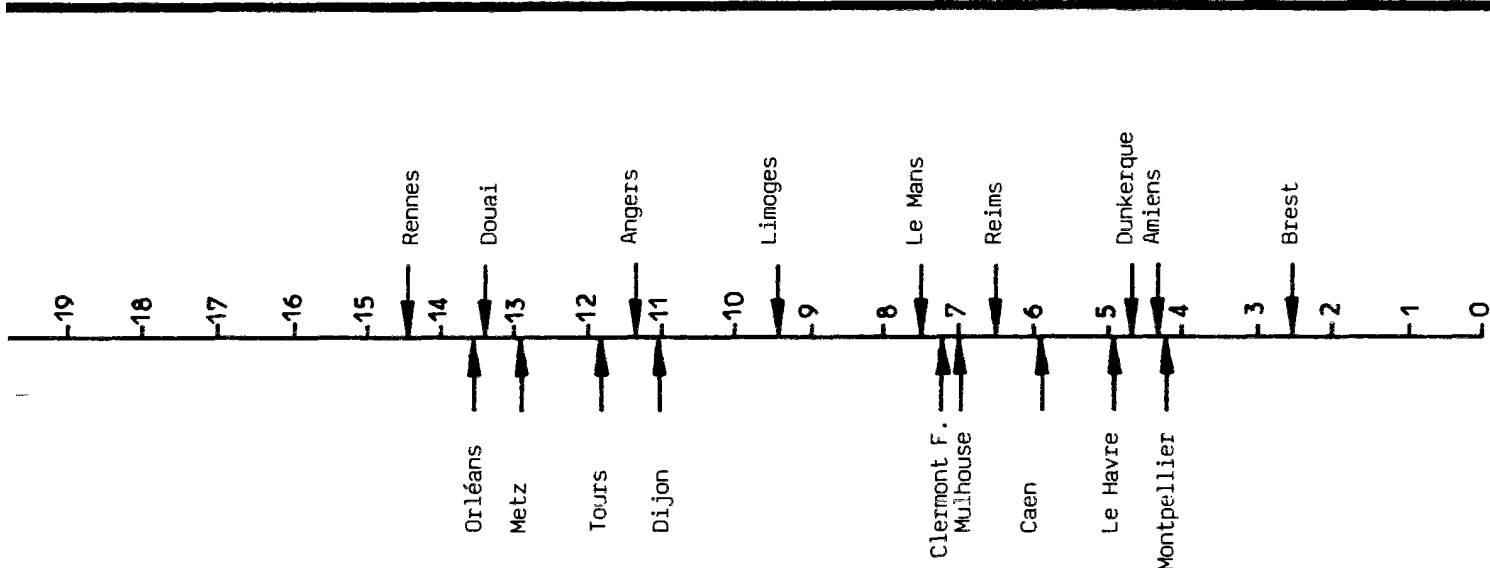 Rennes
Douai
Angers
Limoges
Le Mans
Reims
Dunkerque
Amiens
Brest
19
18
17
16
15
14
13
12
11
10
9
8
7
6
5
4
3
2
1
0
Orléans
Metz
Tours
Dijon
Clermont F.
Mulhouse
Caen
Le Havre
Montpellier